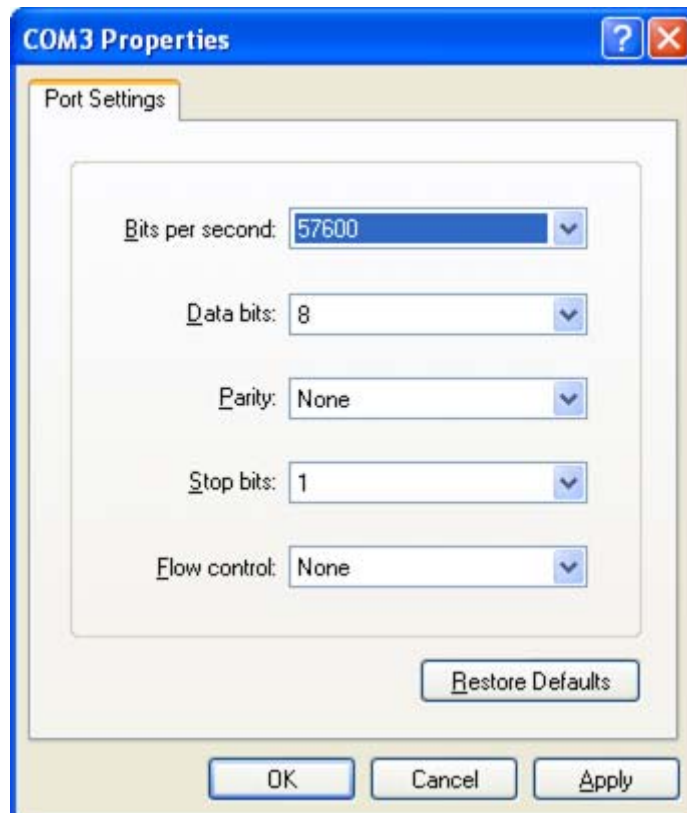 COM3 Properties
Port Settings
Bits per second: 57600
Data bits: 8
Parity: None
Stop bits: 1
Flow control: None
Restore Defaults
OK Cancel Apply